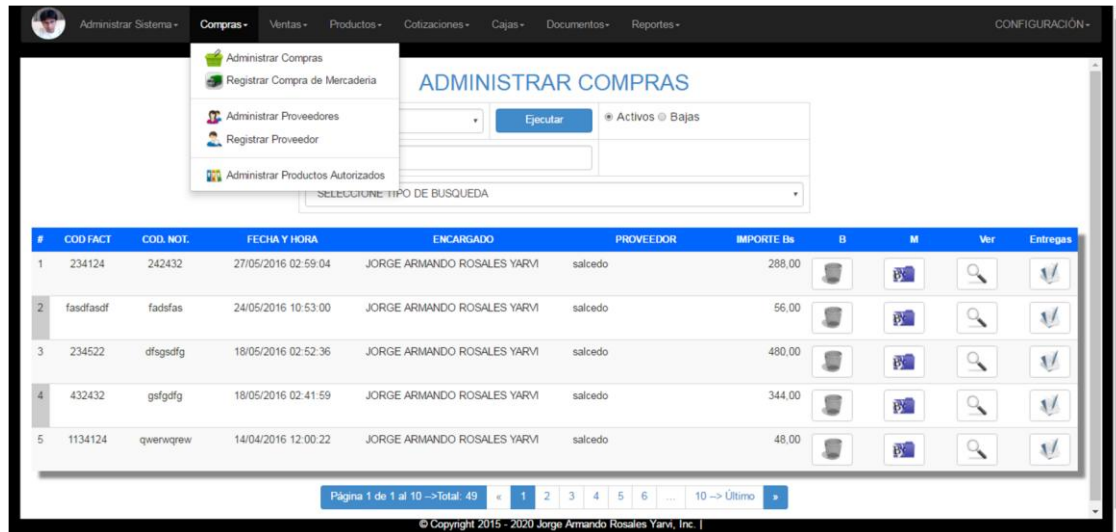 Administrar Sistema Compras Ventas Productos Cotizaciones Cajas Documentos Reportes CONFIGURACIÓN
Administrar Compras
Registrar Compra de Mercaderia
Administrar Proveedores
Registrar Proveedor
Administrar Productos Autorizados
ADMINISTRAR COMPRAS
Ejecutar Activos Bajas
SELECCIONE TIPO DE BUSQUEDA
# COD FACT COD. NOT. FECHA Y HORA ENCARGADO PROVEEDOR IMPORTE Bs B M Ver Entregas
1 234124 242432 27/05/2016 02:59:04 JORGE ARMANDO ROSALES YARVI salcedo 288,00
2 fasdfasdf fadsfas 24/05/2016 10:53:00 JORGE ARMANDO ROSALES YARVI salcedo 56,00
3 234522 dfsgsdfg 18/05/2016 02:52:36 JORGE ARMANDO ROSALES YARVI salcedo 480,00
4 432432 gsfgdfg 18/05/2016 02:41:59 JORGE ARMANDO ROSALES YARVI salcedo 344,00
5 1134124 qwerwqrew 14/04/2016 12:00:22 JORGE ARMANDO ROSALES YARVI salcedo 48,00
Página 1 de 1 al 10 -->Total: 49 « 1 2 3 4 5 6 ... 10 --> Último »
© Copyright 2015 - 2020 Jorge Armando Rosales Yarvi, Inc. |